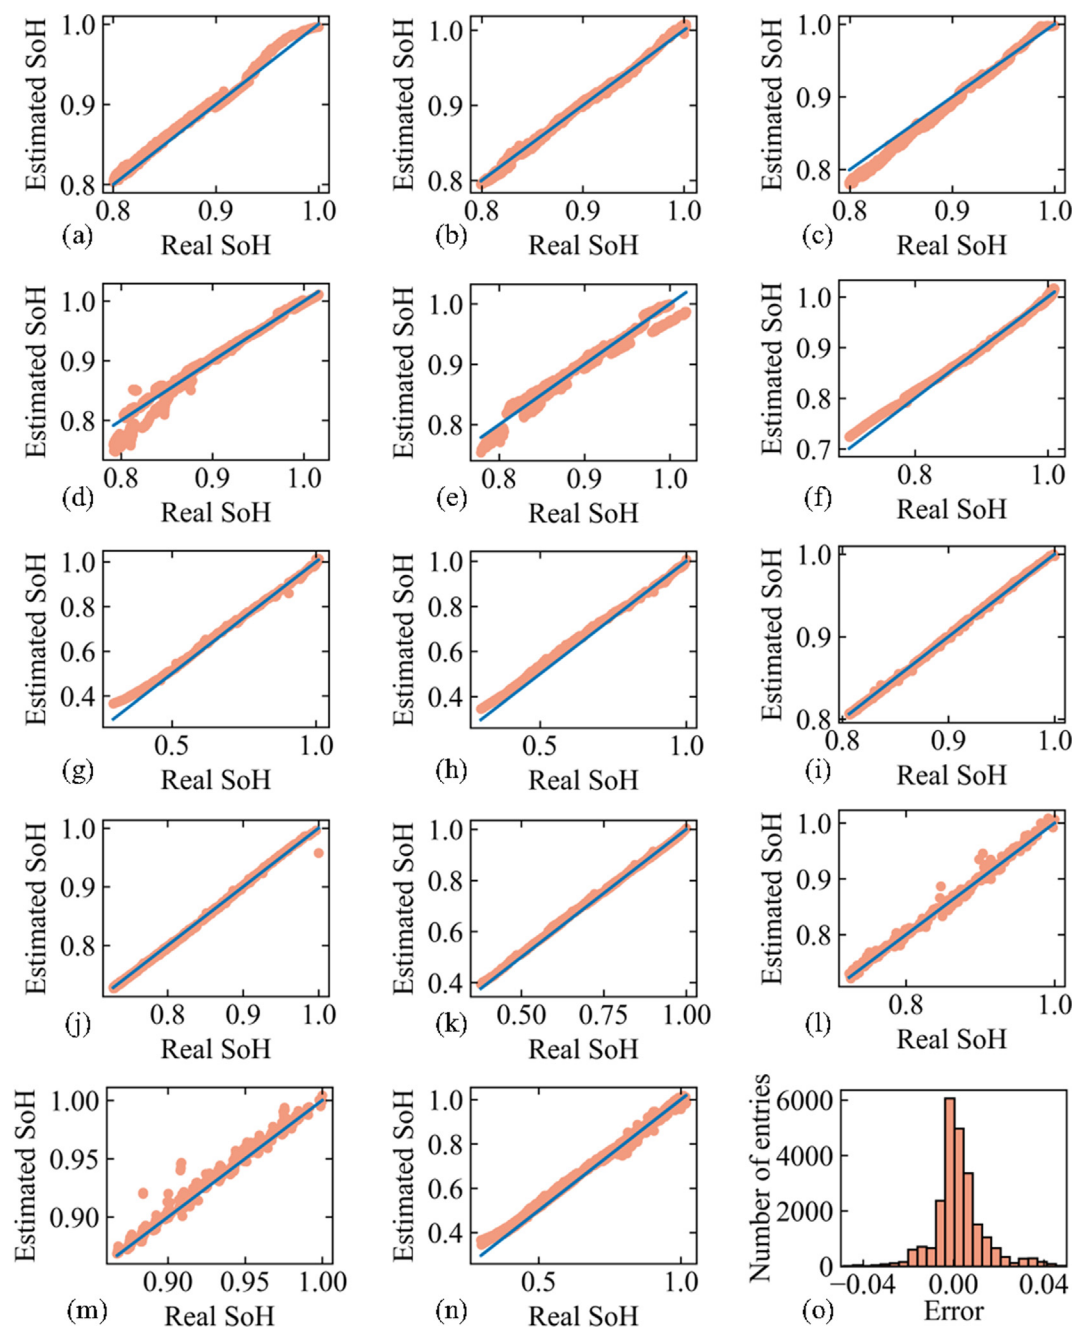 Estimated SoH
1.0
0.9
0.8
0.8 0.9 1.0
(a) Real SoH
Estimated SoH
1.0
0.9
0.8
0.8 0.9 1.0
(b) Real SoH
Estimated SoH
1.0
0.9
0.8
0.8 0.9 1.0
(c) Real SoH
Estimated SoH
1.0
0.9
0.8
0.8 0.9 1.0
(d) Real SoH
Estimated SoH
1.0
0.9
0.8
0.8 0.9 1.0
(e) Real SoH
Estimated SoH
1.0
0.9
0.8
0.7
0.8 1.0
(f) Real SoH
Estimated SoH
1.0
0.8
0.6
0.4
0.5 1.0
(g) Real SoH
Estimated SoH
1.0
0.8
0.6
0.4
0.5 1.0
(h) Real SoH
Estimated SoH
1.0
0.9
0.8
0.8 0.9 1.0
(i) Real SoH
Estimated SoH
1.0
0.9
0.8
0.8 0.9 1.0
(j) Real SoH
Estimated SoH
1.0
0.8
0.6
0.4
0.50 0.75 1.00
(k) Real SoH
Estimated SoH
1.0
0.9
0.8
0.8 1.0
(l) Real SoH
Estimated SoH
1.00
0.95
0.90
0.90 0.95 1.00
(m) Real SoH
Estimated SoH
1.0
0.8
0.6
0.4
0.5 1.0
(n) Real SoH
Number of entries
6000
4000
2000
0
−0.04 0.00 0.04
(o) Error